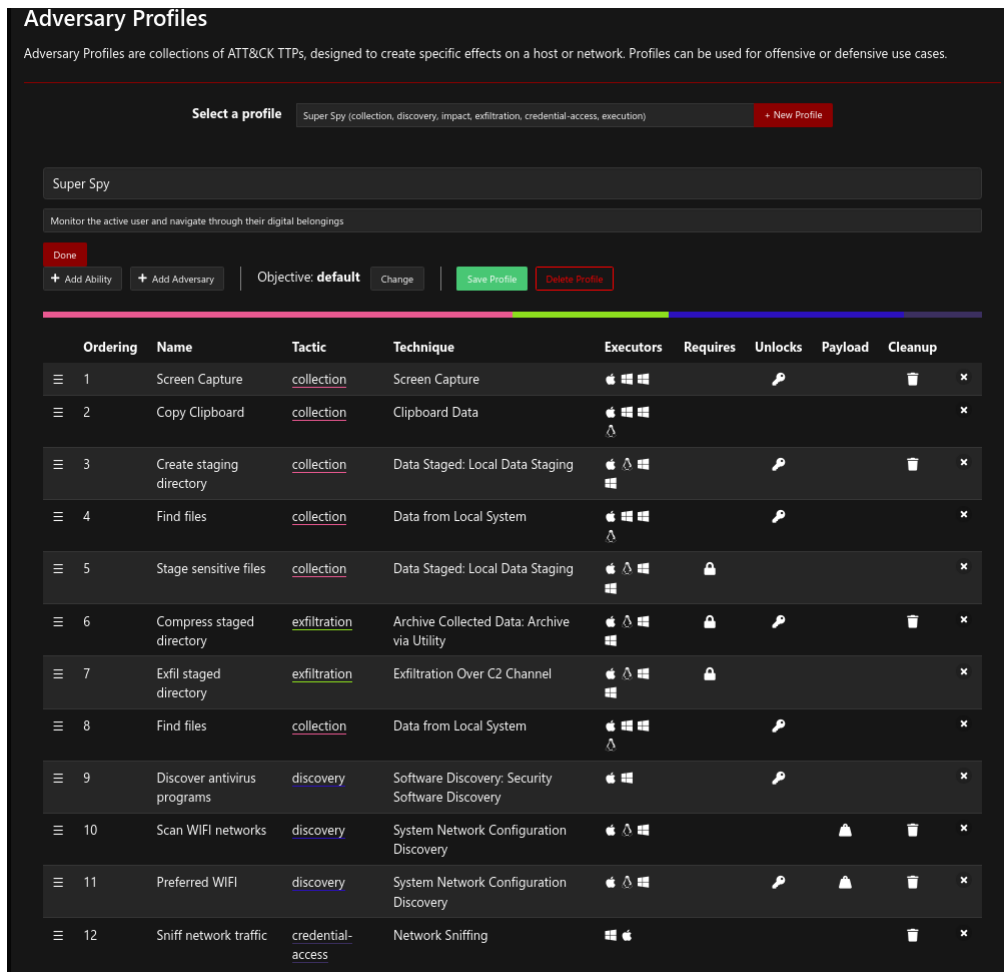 Adversary Profiles
Adversary Profiles are collections of ATT&CK TTPs, designed to create specific effects on a host or network. Profiles can be used for offensive or defensive use cases.
Select a profile Super Spy (collection, discovery, impact, exfiltration, credential-access, execution) + New Profile
Super Spy
Monitor the active user and navigate through their digital belongings
Done
+ Add Ability + Add Adversary Objective: default Change Save Profile Delete Profile
Ordering Name Tactic Technique Executors Requires Unlocks Payload Cleanup
1 Screen Capture collection Screen Capture
2 Copy Clipboard collection Clipboard Data
3 Create staging collection Data Staged: Local Data Staging
directory
4 Find files collection Data from Local System
5 Stage sensitive files collection Data Staged: Local Data Staging
6 Compress staged exfiltration Archive Collected Data: Archive
directory via Utility
7 Exfil staged exfiltration Exfiltration Over C2 Channel
directory
8 Find files collection Data from Local System
9 Discover antivirus discovery Software Discovery: Security
programs Software Discovery
10 Scan WIFI networks discovery System Network Configuration
Discovery
11 Preferred WIFI discovery System Network Configuration
Discovery
12 Sniff network traffic credential- Network Sniffing
access